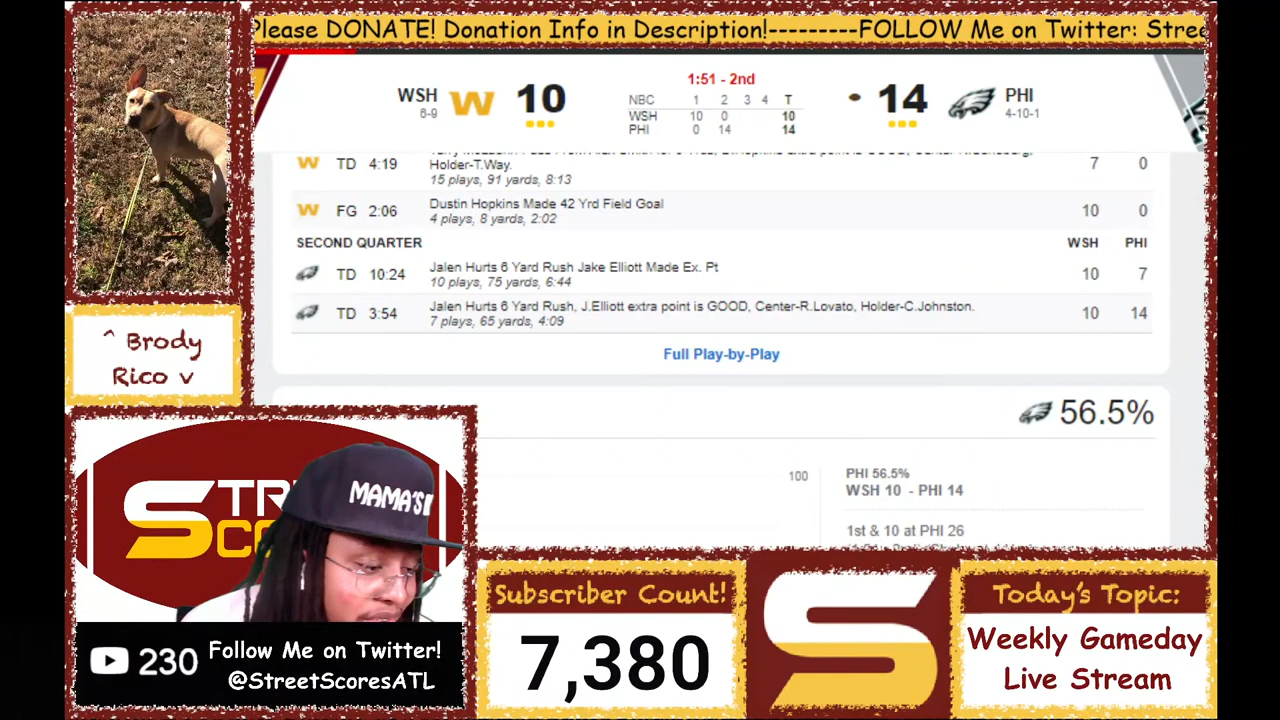 Please DONATE! Donation Info in Description!---------FOLLOW Me on Twitter: Stree
WSH 10
6-9
1:51 - 2nd
NBC 1 2 3 4 T
WSH 10 0 10
PHI 0 14 14
14 PHI
4-10-1
W TD 4:19
Holder-T.Way. 7 0
15 plays, 91 yards, 8:13
W FG 2:06 Dustin Hopkins Made 42 Yrd Field Goal 10 0
4 plays, 8 yards, 2:02
SECOND QUARTER WSH PHI
TD 10:24 Jalen Hurts 6 Yard Rush Jake Elliott Made Ex. Pt 10 7
10 plays, 75 yards, 6:44
TD 3:54 Jalen Hurts 6 Yard Rush, J.Elliott extra point is GOOD, Center-R.Lovato, Holder-C.Johnston. 10 14
7 plays, 65 yards, 4:09
Full Play-by-Play
56.5%
100
PHI 56.5%
WSH 10 - PHI 14
1st & 10 at PHI 26
^ Brody
Rico v
MAMA'S
230
Follow Me on Twitter!
@StreetScoresATL
Subscriber Count!
7,380
S
Today's Topic:
Weekly Gameday
Live Stream